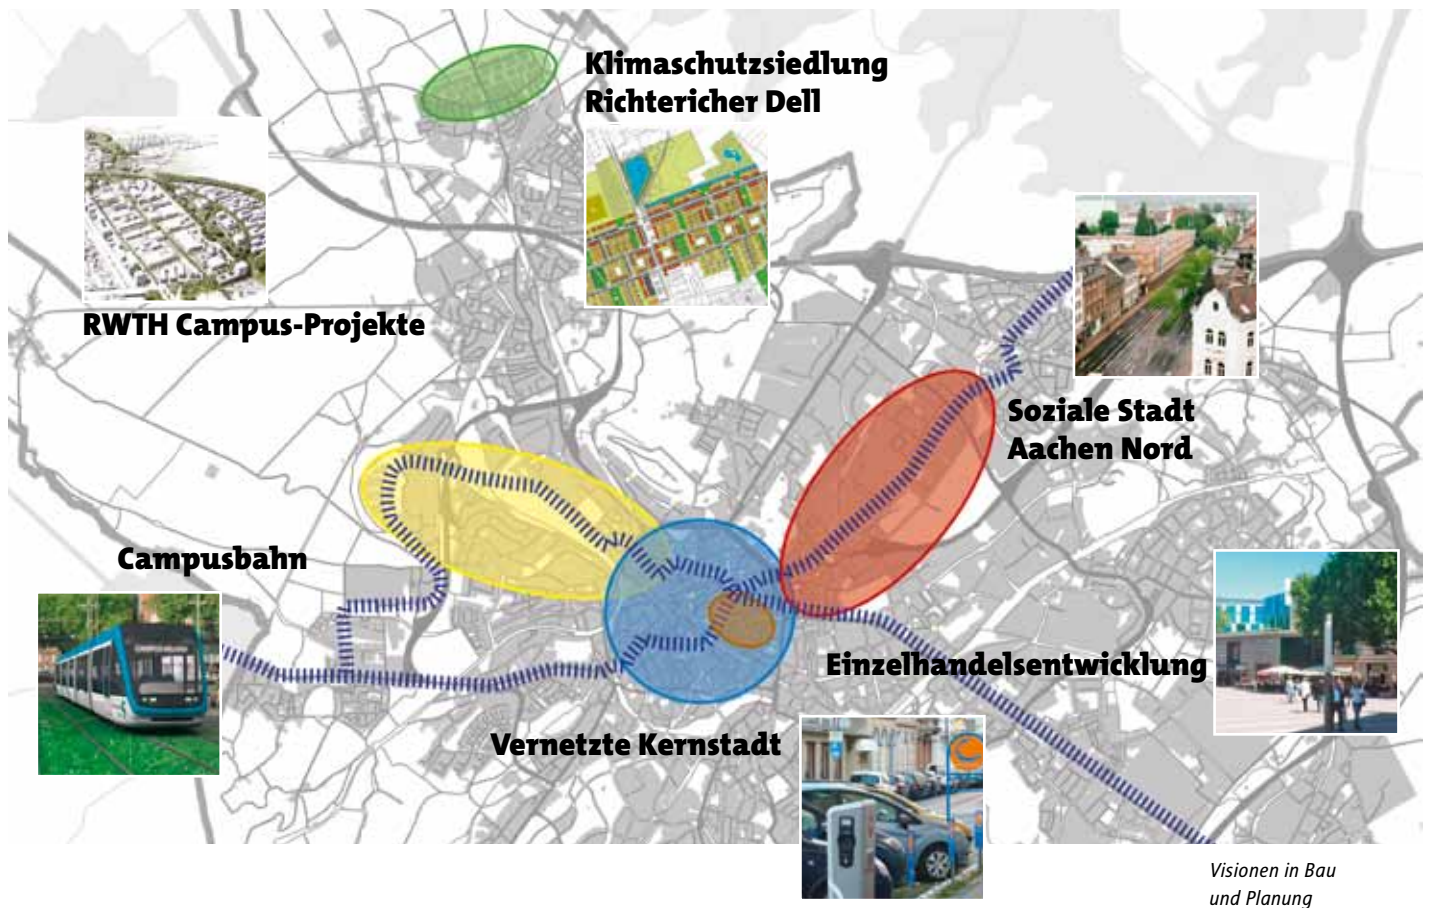 Klimaschutzsiedlung
Richtericher Dell
RWTH Campus-Projekte
Soziale Stadt
Aachen Nord
Campusbahn
Einzelhandelsentwicklung
Vernetzte Kernstadt
Visionen in Bau
und Planung